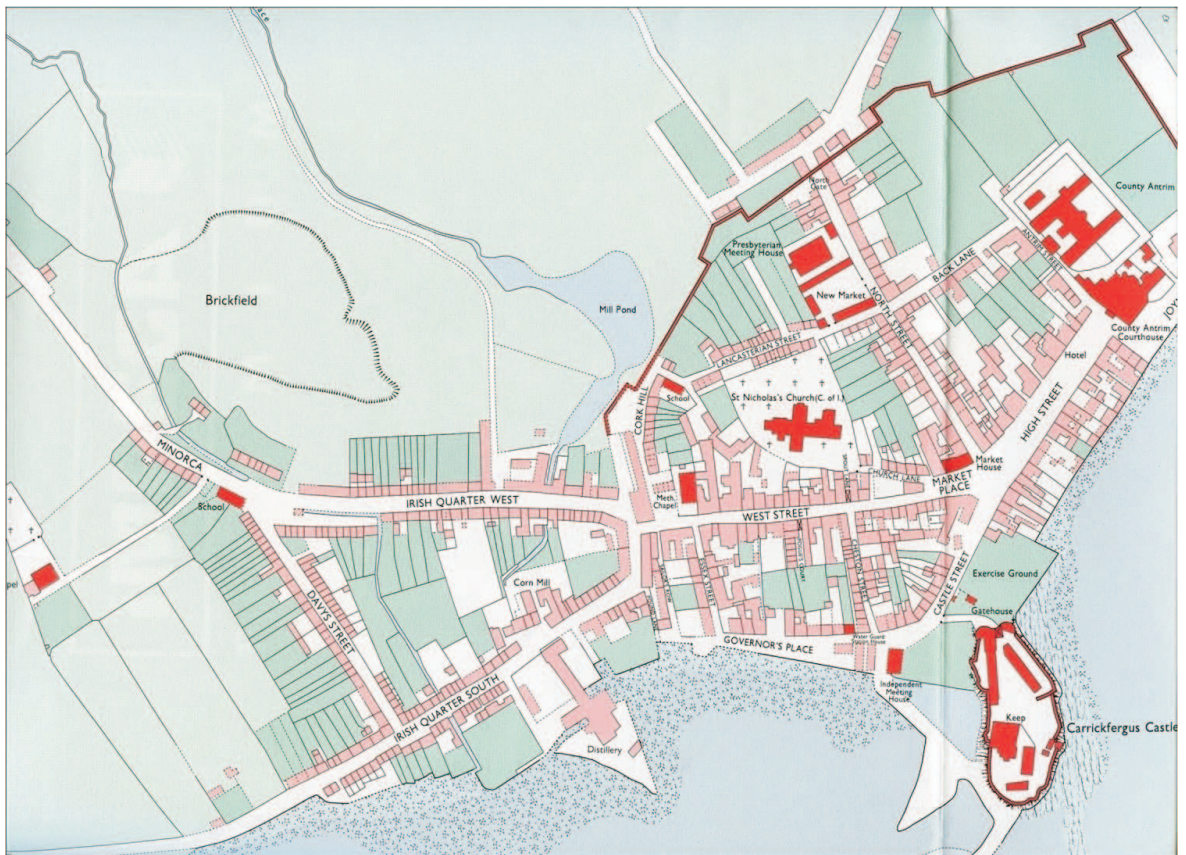 Brickfield
Mill Pond
North
Gate
Presbyterian
Meeting House
New Market
NORTH STREET
BACK LANE
ANTRIM STREET
County Antrim
County Antrim
Courthouse
Hotel
HIGH STREET
LANCASTERIAN STREET
CORK HILL
School
St Nicholas's Church(C. of I.)
CHURCH LANE
Market
House
MARKET
PLACE
MINORCA
School
IRISH QUARTER WEST
Meth.
Chapel
WEST STREET
ESSEX STREET
CASTLE STREET
Exercise Ground
Gatehouse
Corn Mill
DAVYS STREET
GOVERNOR'S PLACE
Water Guard
Independent
Meeting
House
IRISH QUARTER SOUTH
Distillery
Keep
Carrickfergus Castle